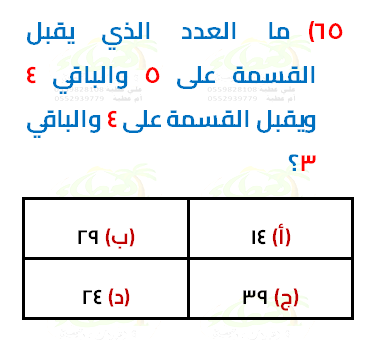 ٦٥) ما العدد الذي يقبل
القسمة على ٥ والباقي ٤
ويقبل القسمة على ٤ والباقي
٣؟
(أ) ١٤
(ب) ٢٩
(ج) ٣٩
(د) ٢٤